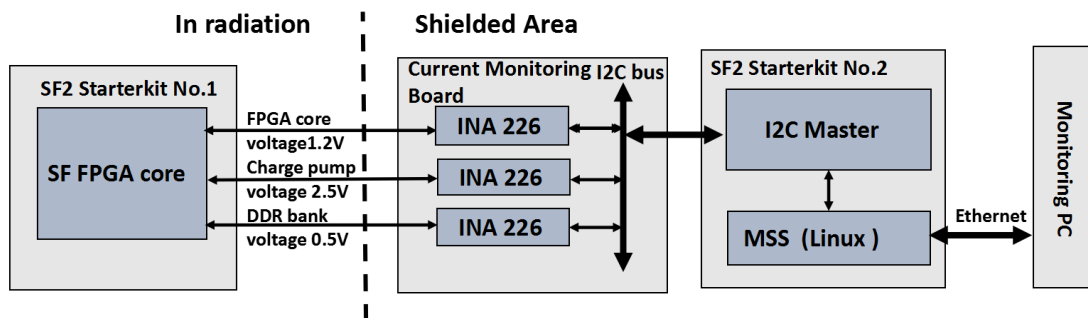 In radiation
Shielded Area
SF2 Starterkit No.1
SF FPGA core
FPGA core
voltage1.2V
Charge pump
voltage 2.5V
DDR bank
voltage 0.5V
Current Monitoring
Board
I2C bus
INA 226
INA 226
INA 226
SF2 Starterkit No.2
I2C Master
MSS (Linux )
Ethernet
Monitoring PC